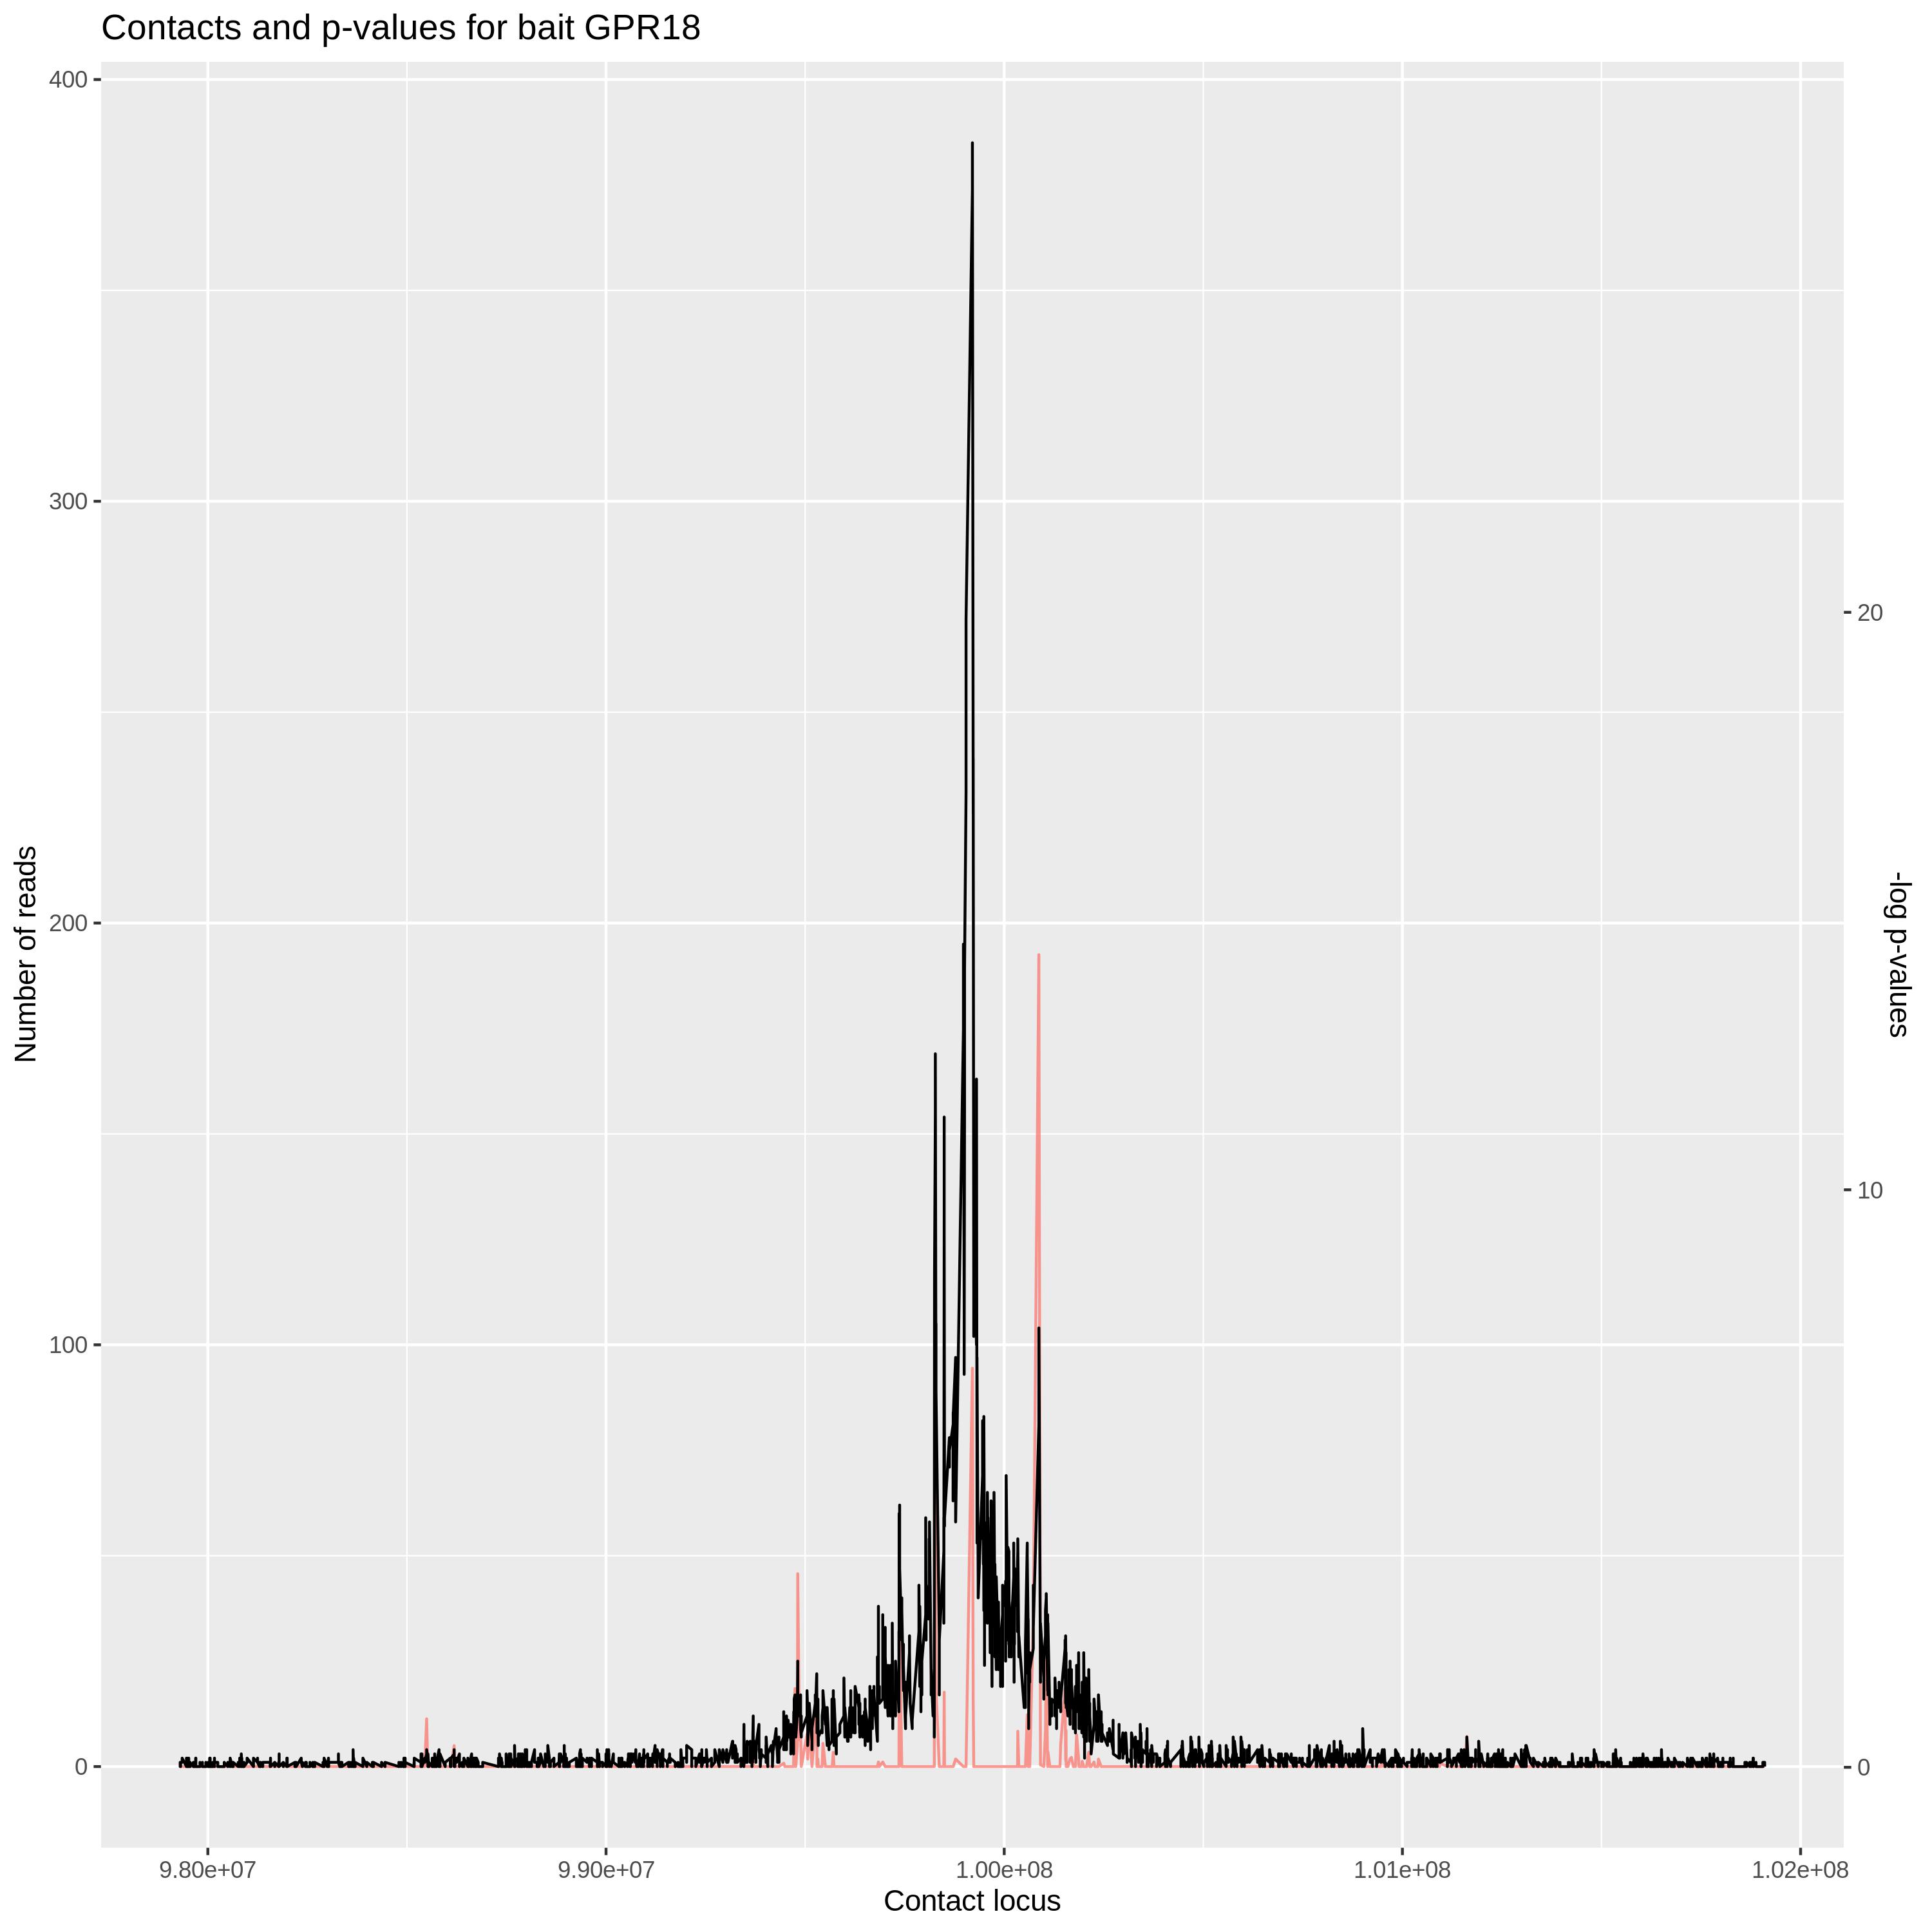 Contacts and p-values for bait GPR18
400
300
200
100
0
Number of reads
20
10
0
-log p-values
9.80e+07
9.90e+07
1.00e+08
1.01e+08
1.02e+08
Contact locus